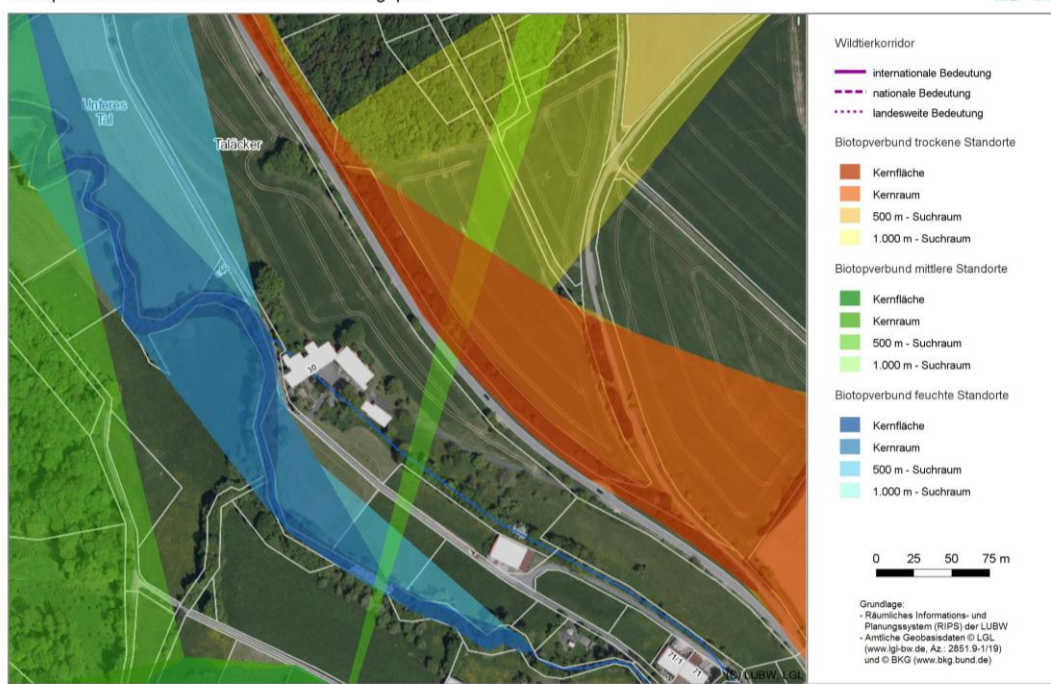 Wildtierkorridor
internationale Bedeutung
nationale Bedeutung
landesweite Bedeutung
Biotopverbund trockene Standorte
Kernfläche
Kernraum
500 m - Suchraum
1.000 m - Suchraum
Biotopverbund mittlere Standorte
Kernfläche
Kernraum
500 m - Suchraum
1.000 m - Suchraum
Biotopverbund feuchte Standorte
Kernfläche
Kernraum
500 m - Suchraum
1.000 m - Suchraum
0 25 50 75 m
Grundlage:
- Räumliches Informations- und
Planungssystem (RIPS) der LUBW
- Amtliche Geobasisdaten © LGL
(www.lgl-bw.de, Az.: 2851.9-1/19)
und © BKG (www.bkg.bund.de)
Unteres
Tal
Taläcker
30
71/1
71
(C) LUBW, LGL